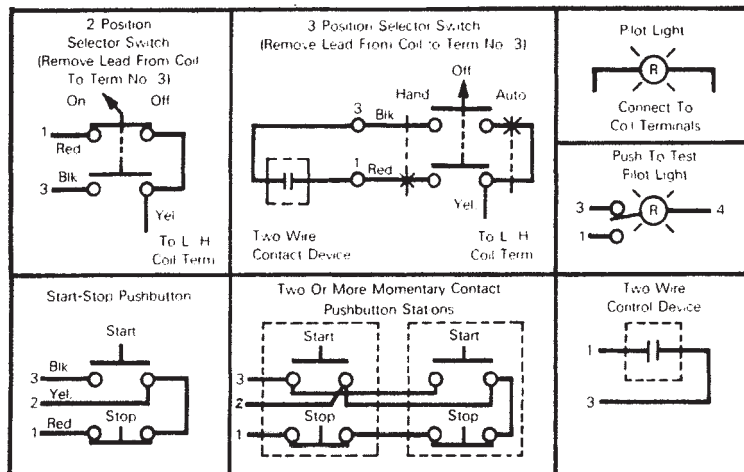 2 Position
Selector Switch
(Remove Lead From Coil
To Term No. 3)
On Off
1 Red
3 Blk
Yel
To L H
Coil Term
3 Position Selector Switch
(Remove Lead From Coil to Term No. 3)
Off
Hand Auto
3 Blk
1 Red
Yel
Two Wire
Contact Device
To L H
Coil Term
Pilot Light
R
Connect To
Coil Terminals
Push To Test
Pilot Light
3 R 4
1
Start-Stop Pushbutton
Start
3 Blk
2 Yel.
1 Red Stop
Two Or More Momentary Contact
Pushbutton Stations
Start Start
3
2
1 Stop Stop
Two Wire
Control Device
1
3